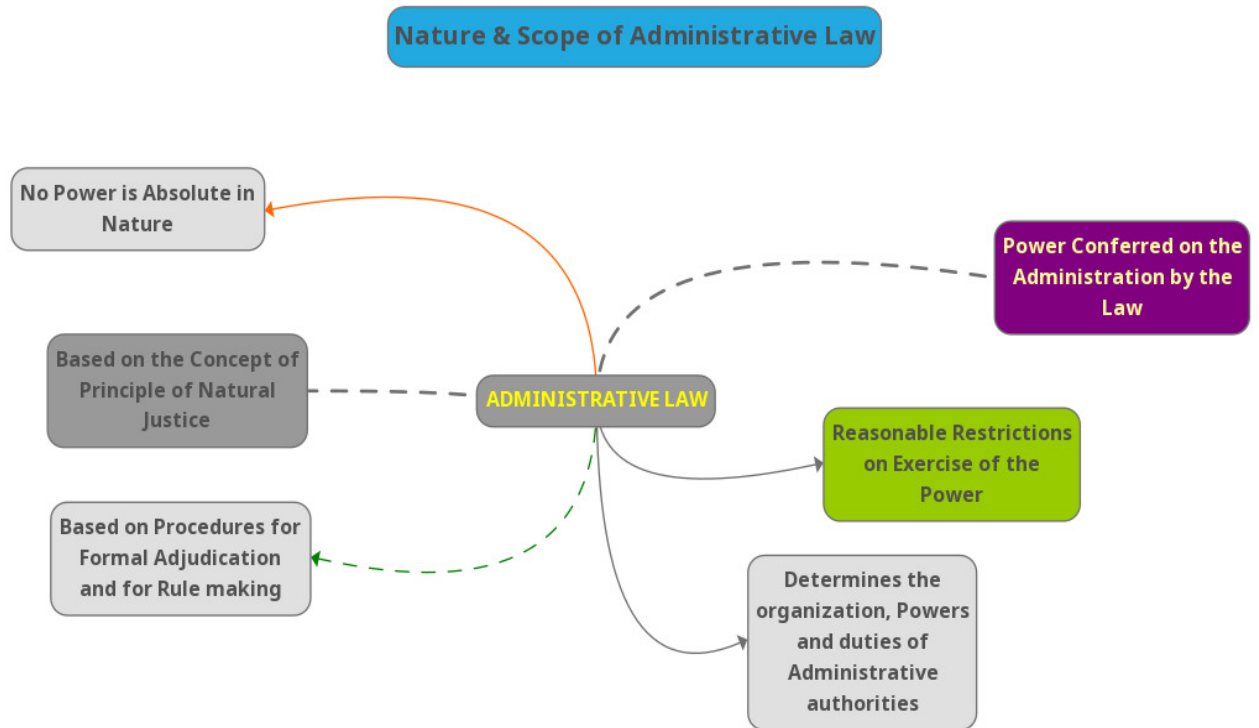 Nature & Scope of Administrative Law
No Power is Absolute in
Nature
Power Conferred on the
Administration by the
Law
Based on the Concept of
Principle of Natural
Justice
ADMINISTRATIVE LAW
Reasonable Restrictions
on Exercise of the
Power
Based on Procedures for
Formal Adjudication
and for Rule making
Determines the
organization, Powers
and duties of
Administrative
authorities